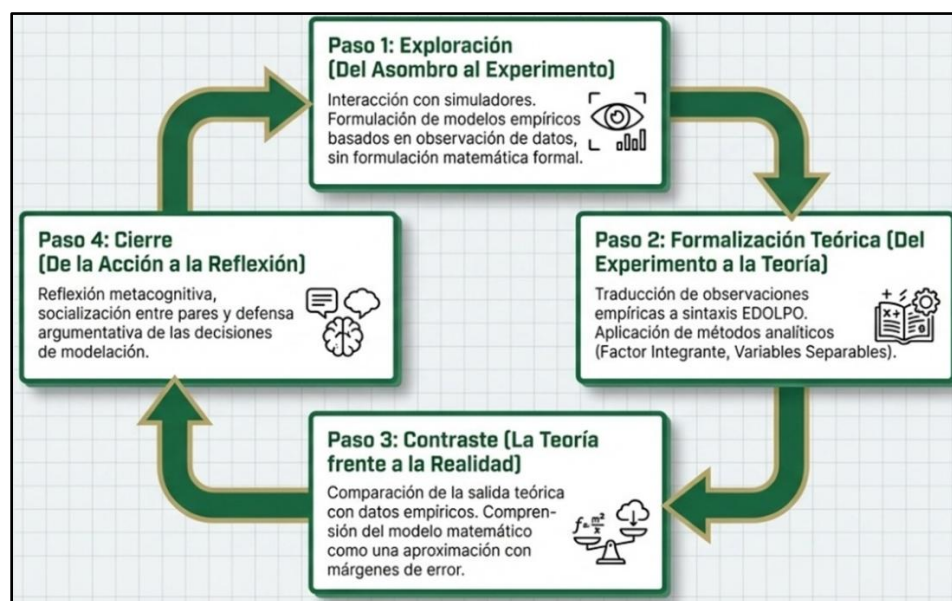 Paso 1: Exploración
(Del Asombro al Experimento)
Interacción con simuladores.
Formulación de modelos empíricos
basados en observación de datos,
sin formulación matemática formal.
Paso 2: Formalización Teórica (Del
Experimento a la Teoría)
Traducción de observaciones
empíricas a sintaxis EDOLPO.
Aplicación de métodos analíticos
(Factor Integrante, Variables Separables).
Paso 3: Contraste (La Teoría
frente a la Realidad)
Comparación de la salida teórica
con datos empiricos. Compren-
sión del modelo matemático
como una aproximación con
márgenes de error.
Paso 4: Cierre
(De la Acción a la Reflexión)
Reflexión metacognitiva,
socialización entre pares y defensa
argumentativa de las decisiones
de modelación.